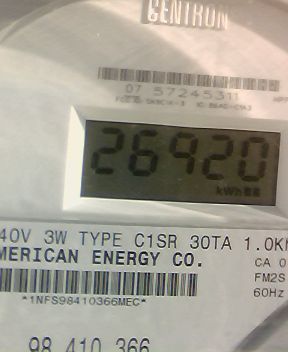 CENTRON
07 57245311
26920
kWh
40V 3W TYPE C1SR 30TA 1.0K
MERICAN ENERGY CO.
CA 0
FM2S
*1NFS98410366MEC*
60Hz
98 410 366